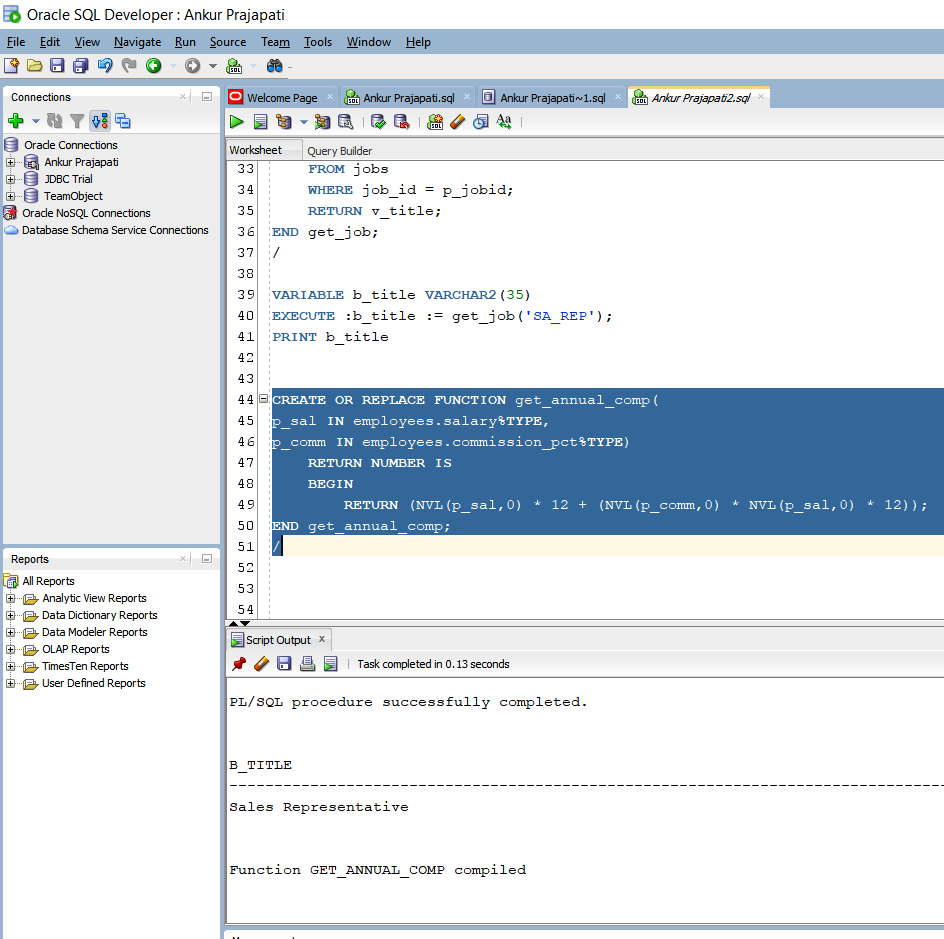 Oracle SQL Developer : Ankur Prajapati
File Edit View Navigate Run Source Team Tools Window Help
Connections
Oracle Connections
Ankur Prajapati
JDBC Trial
TeamObject
Oracle NoSQL Connections
Database Schema Service Connections
Reports
All Reports
Analytic View Reports
Data Dictionary Reports
Data Modeler Reports
OLAP Reports
TimesTen Reports
User Defined Reports
Welcome Page Ankur Prajapati.sql Ankur Prajapati~1.sql Ankur Prajapati2.sql
Worksheet Query Builder
33 FROM jobs
34 WHERE job_id = p_jobid;
35 RETURN v_title;
36 END get_job;
37 /
38
39 VARIABLE b_title VARCHAR2(35)
40 EXECUTE :b_title := get_job('SA_REP');
41 PRINT b_title
42
43
44 CREATE OR REPLACE FUNCTION get_annual_comp(
45 p_sal IN employees.salary%TYPE,
46 p_comm IN employees.commission_pct%TYPE)
47 RETURN NUMBER IS
48 BEGIN
49 RETURN (NVL(p_sal,0) * 12 + (NVL(p_comm,0) * NVL(p_sal,0) * 12));
50 END get_annual_comp;
51 /
52
53
54
Script Output
Task completed in 0.13 seconds
PL/SQL procedure successfully completed.
B_TITLE
--------------------------------------------------------------------------------
Sales Representative
Function GET_ANNUAL_COMP compiled